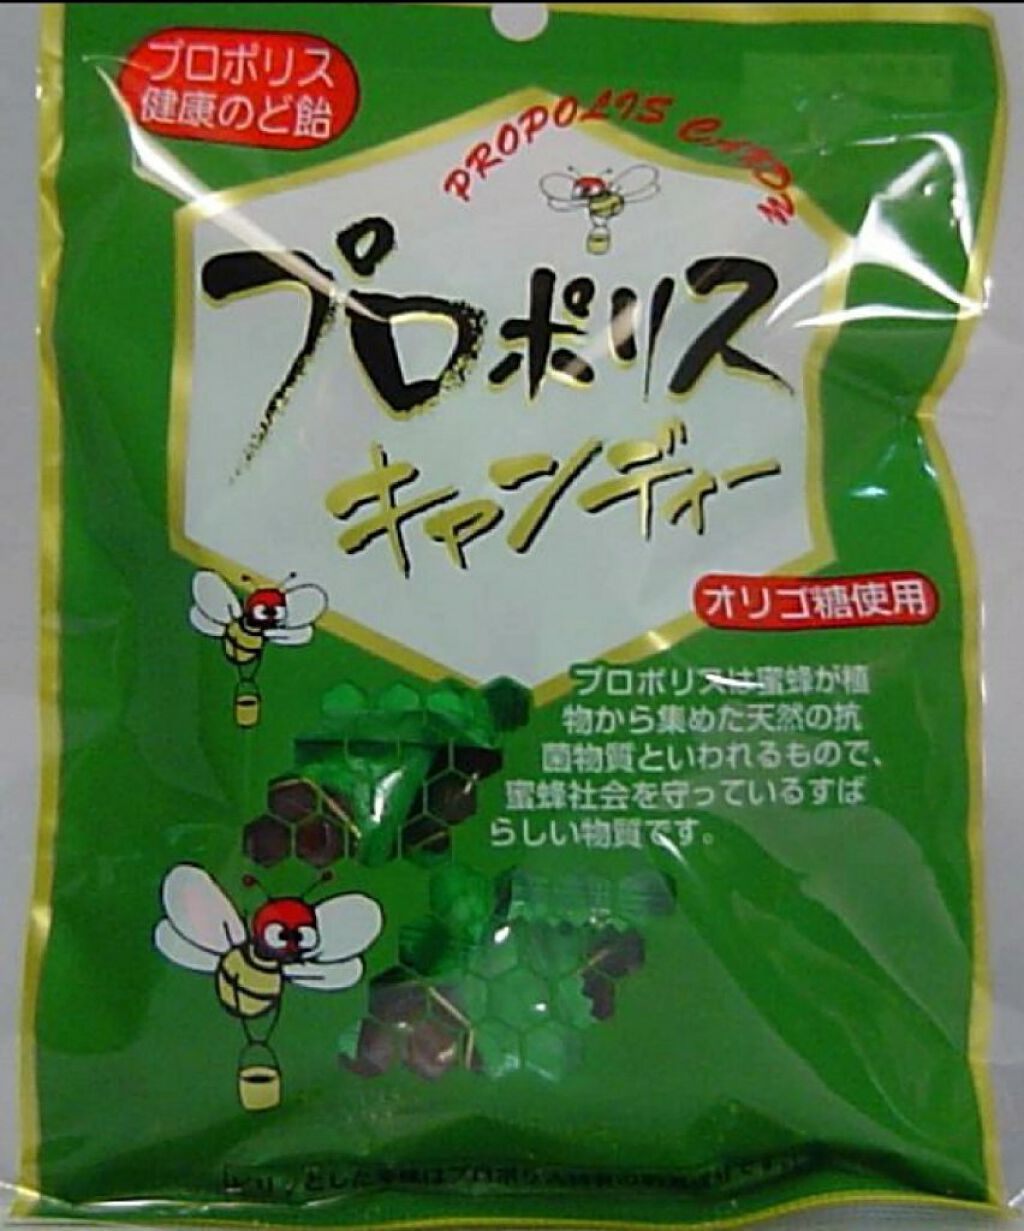 プロポリス
健康のど飴
PROPOLIS CANDY
プロポリス
キャンディー
オリゴ糖使用
プロポリスは蜜蜂が植
物から集めた天然の抗
菌物質といわれるもので、
蜜蜂社会を守っているすば
らしい物質です。